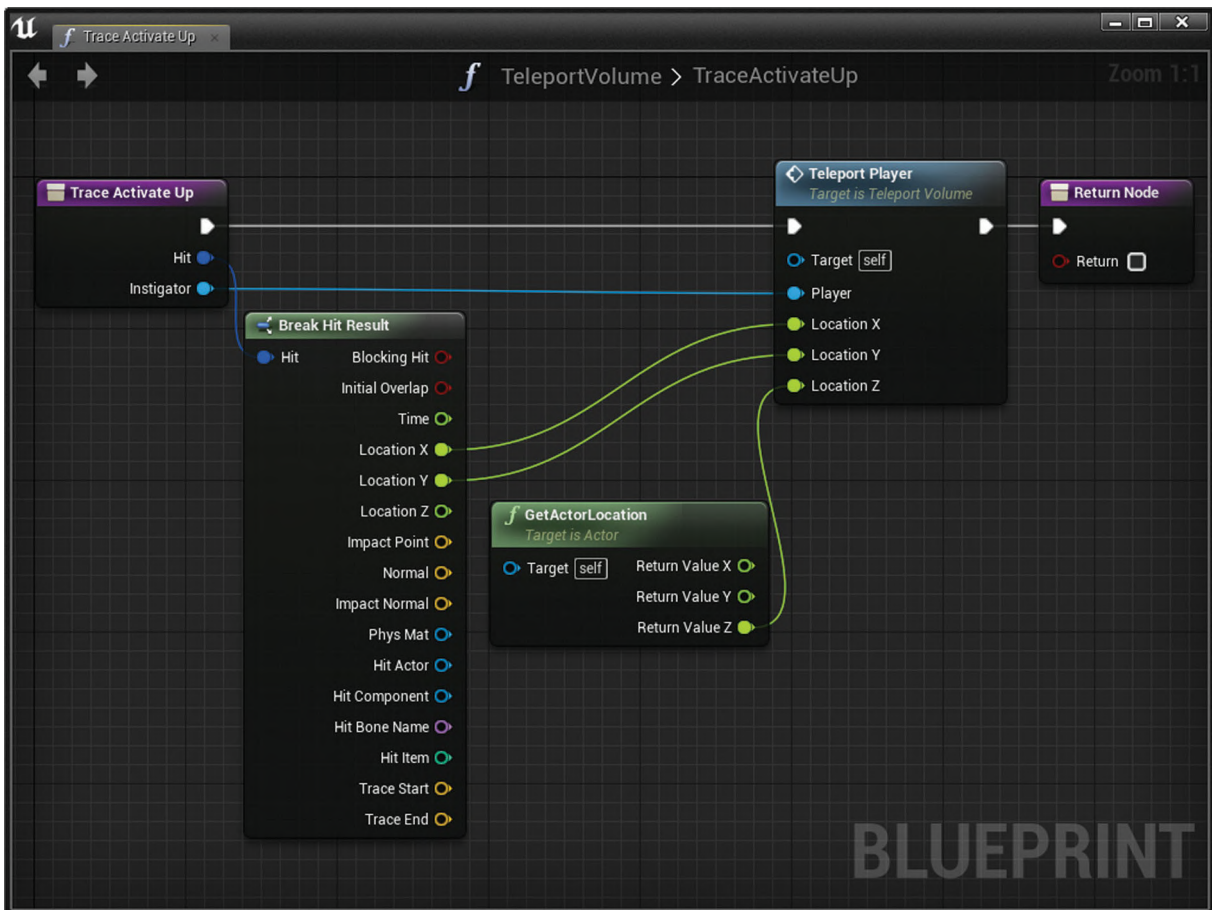 Trace Activate Up
TeleportVolume > TraceActivateUp
Zoom 1:1
Trace Activate Up
Hit
Instigator
Break Hit Result
Hit
Blocking Hit
Initial Overlap
Time
Location X
Location Y
Location Z
Impact Point
Normal
Impact Normal
Phys Mat
Hit Actor
Hit Component
Hit Bone Name
Hit Item
Trace Start
Trace End
GetActorLocation
Target is Actor
Target self
Return Value X
Return Value Y
Return Value Z
Teleport Player
Target is Teleport Volume
Target self
Player
Location X
Location Y
Location Z
Return Node
Return
BLUEPRINT